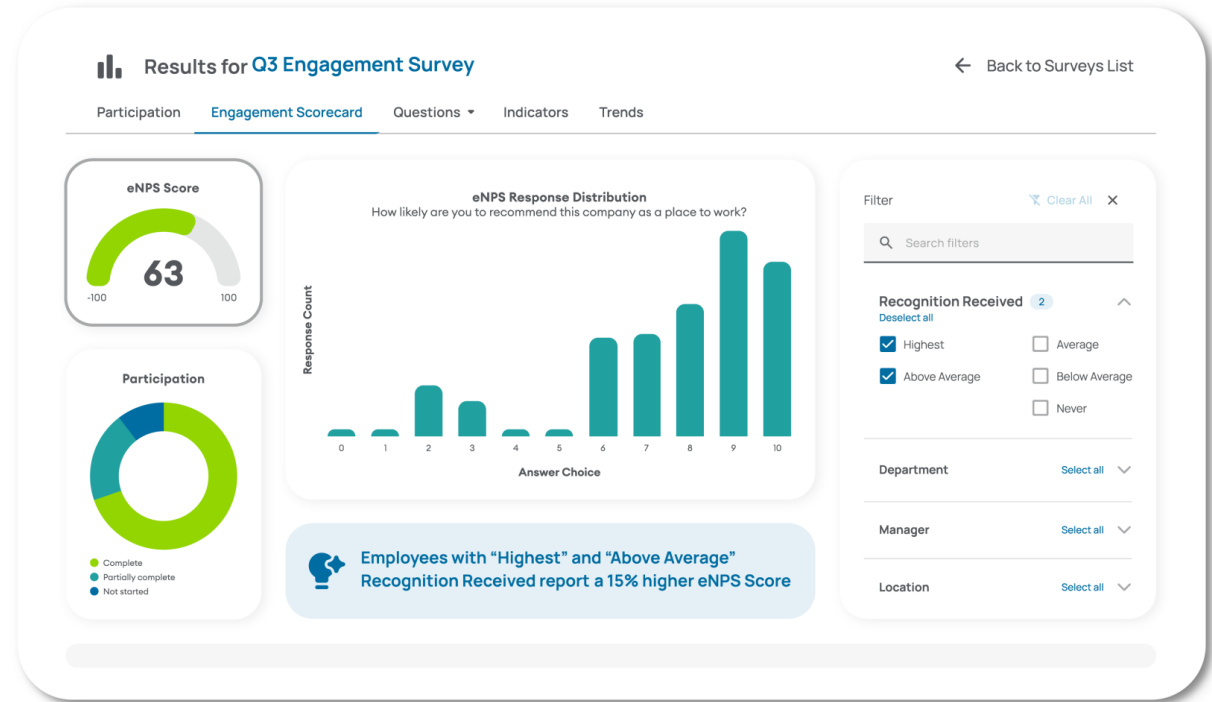 Results for Q3 Engagement Survey
Back to Surveys List
Participation
Engagement Scorecard
Questions
Indicators
Trends
eNPS Score
63
-100
100
Participation
Complete
Partially complete
Not started
eNPS Response Distribution
How likely are you to recommend this company as a place to work?
Response Count
0 1 2 3 4 5 6 7 8 9 10
Answer Choice
Employees with “Highest” and “Above Average”
Recognition Received report a 15% higher eNPS Score
Filter
Clear All
Search filters
Recognition Received 2
Deselect all
Highest
Average
Above Average
Below Average
Never
Department
Select all
Manager
Select all
Location
Select all